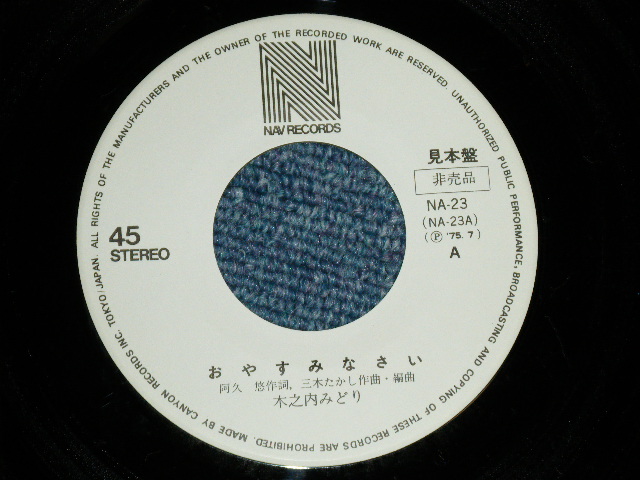 ALL RIGHTS OF THE MANUFACTURERS AND THE OWNER OF THE RECORDED WORK ARE RESERVED. UNAUTHORIZED PUBLIC PERFORMANCE, BROADCASTING AND COPYING OF THESE RECORDS ARE PROHIBITED. MADE BY CANYON RECORDS INC. TOKYO/JAPAN.
N
NAV RECORDS
見本盤
非売品
NA-23
(NA-23A)
(Ⓟ '75. 7)
A
45
STEREO
おやすみなさい
阿久 悠作詞, 三木たかし作曲・編曲
木之内みどり